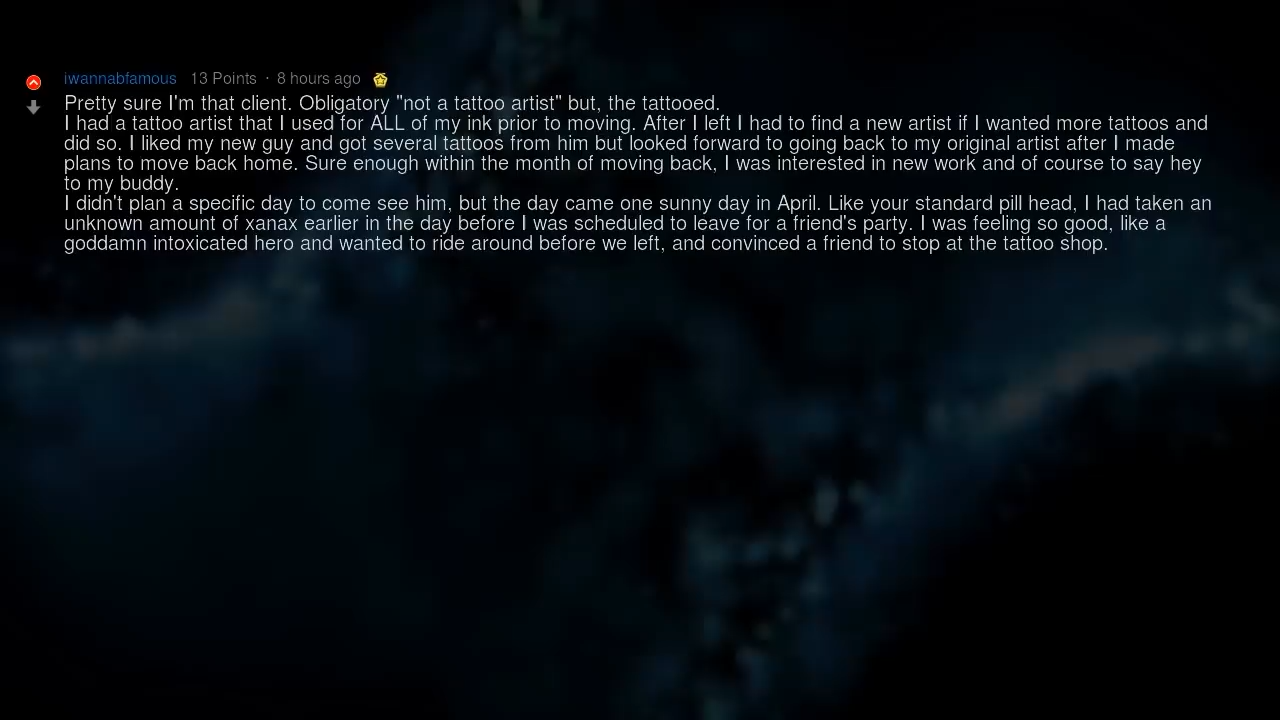 iwannabfamous 13 Points · 8 hours ago
Pretty sure I'm that client. Obligatory "not a tattoo artist" but, the tattooed.
I had a tattoo artist that I used for ALL of my ink prior to moving. After I left I had to find a new artist if I wanted more tattoos and
did so. I liked my new guy and got several tattoos from him but looked forward to going back to my original artist after I made
plans to move back home. Sure enough within the month of moving back, I was interested in new work and of course to say hey
to my buddy.
I didn't plan a specific day to come see him, but the day came one sunny day in April. Like your standard pill head, I had taken an
unknown amount of xanax earlier in the day before I was scheduled to leave for a friend's party. I was feeling so good, like a
goddamn intoxicated hero and wanted to ride around before we left, and convinced a friend to stop at the tattoo shop.